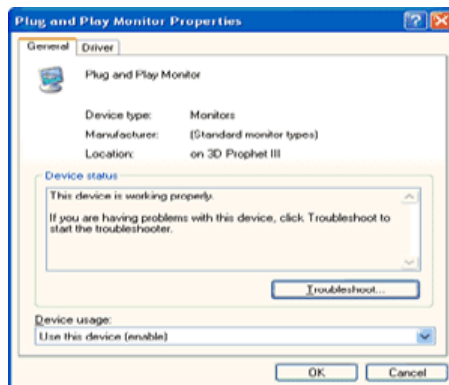 Plug and Play Monitor Properties
General Driver
Plug and Play Monitor
Device type: Monitors
Manufacturer: (Standard monitor types)
Location: on 3D Prophet III
Device status
This device is working properly.
If you are having problems with this device, click Troubleshoot to
start the troubleshooter.
Troubleshoot...
Device usage:
Use this device (enable)
OK Cancel